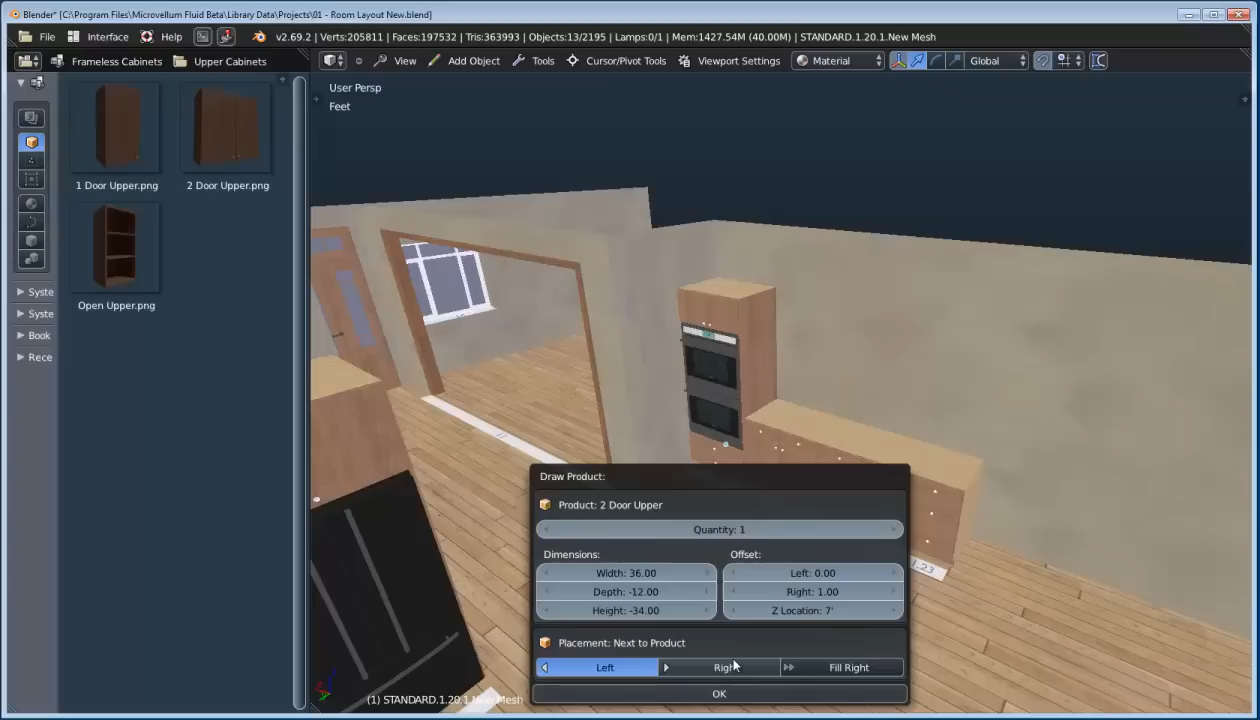 Blender* [C:\Program Files\Microvellum Fluid Beta\Library Data\Projects\01 - Room Layout New.blend]
File Interface Help v2.69.2 | Verts:205811 | Faces:197532 | Tris:363993 | Objects:13/2195 | Lamps:0/1 | Mem:1427.54M (40.00M) | STANDARD.1.20.1.New Mesh
Frameless Cabinets Upper Cabinets View Add Object Tools Cursor/Pivot Tools Viewport Settings Material Global
User Persp
Feet
1 Door Upper.png 2 Door Upper.png
Open Upper.png
Syste
Syste
Book
Rece
1.23
Draw Product:
Product: 2 Door Upper
Quantity: 1
Dimensions: Offset:
Width: 36.00 Left: 0.00
Depth: -12.00 Right: 1.00
Height: -34.00 Z Location: 7'
Placement: Next to Product
Left Right Fill Right
OK
(1) STANDARD.1.20.1.New Mesh